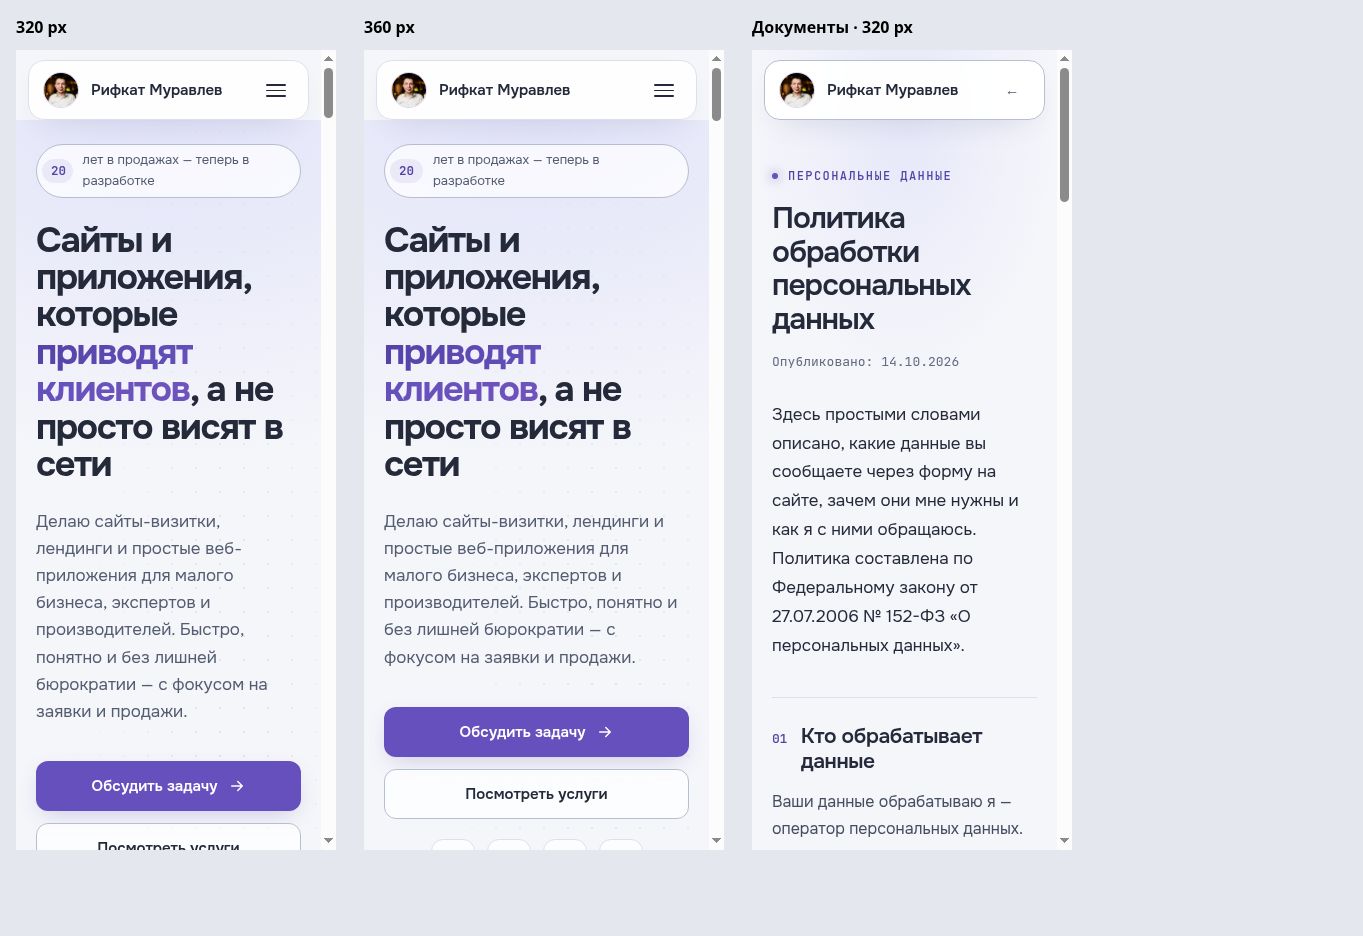 320 px
Рифкат Муравлев
20
лет в продажах — теперь в
разработке
Сайты и
приложения,
которые
приводят
клиентов, а не
просто висят в
сети
Делаю сайты-визитки,
лендинги и простые веб-
приложения для малого
бизнеса, экспертов и
производителей. Быстро,
понятно и без лишней
бюрократии — с фокусом на
заявки и продажи.
Обсудить задачу →
Посмотреть услуги
360 px
Рифкат Муравлев
20
лет в продажах — теперь в
разработке
Сайты и
приложения,
которые
приводят
клиентов, а не
просто висят в
сети
Делаю сайты-визитки, лендинги и
простые веб-приложения для
малого бизнеса, экспертов и
производителей. Быстро, понятно и
без лишней бюрократии — с
фокусом на заявки и продажи.
Обсудить задачу →
Посмотреть услуги
Документы · 320 px
Рифкат Муравлев ←
ПЕРСОНАЛЬНЫЕ ДАННЫЕ
Политика
обработки
персональных
данных
Опубликовано: 14.10.2026
Здесь простыми словами
описано, какие данные вы
сообщаете через форму на
сайте, зачем они мне нужны и
как я с ними обращаюсь.
Политика составлена по
Федеральному закону от
27.07.2006 № 152-ФЗ «О
персональных данных».
01 Кто обрабатывает
данные
Ваши данные обрабатываю я —
оператор персональных данных.